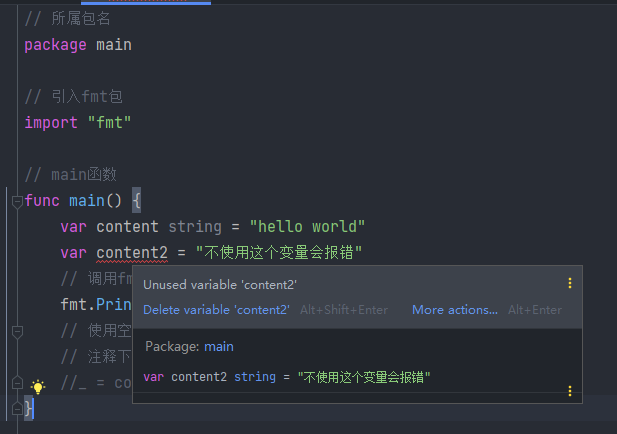 // 所属包名
package main
// 引入fmt包
import "fmt"
// main函数
func main() {
var content string = "hello world"
var content2 = "不使用这个变量会报错"
// 调用fm
fmt.Prin
// 使用空
// 注释下
//_ = co
}
Unused variable 'content2'
Delete variable 'content2' Alt+Shift+Enter More actions... Alt+Enter
Package: main
var content2 string = "不使用这个变量会报错"